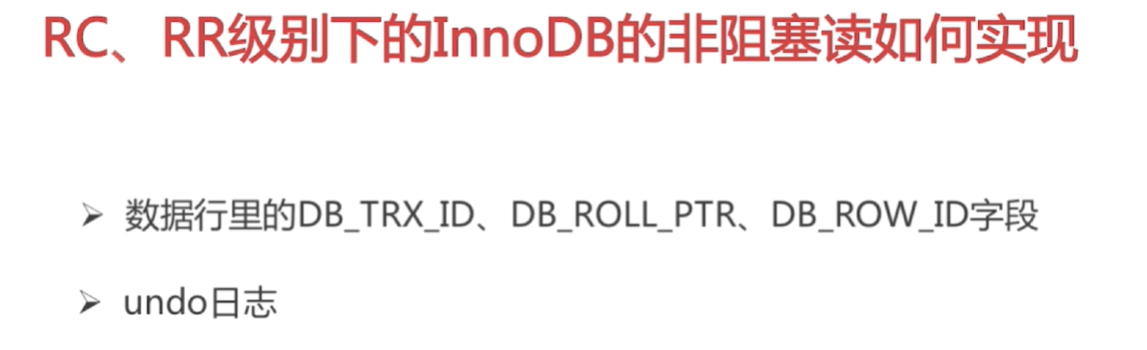 RC、RR级别下的InnoDB的非阻塞读如何实现
➢ 数据行里的DB_TRX_ID、DB_ROLL_PTR、DB_ROW_ID字段
➢ undo日志